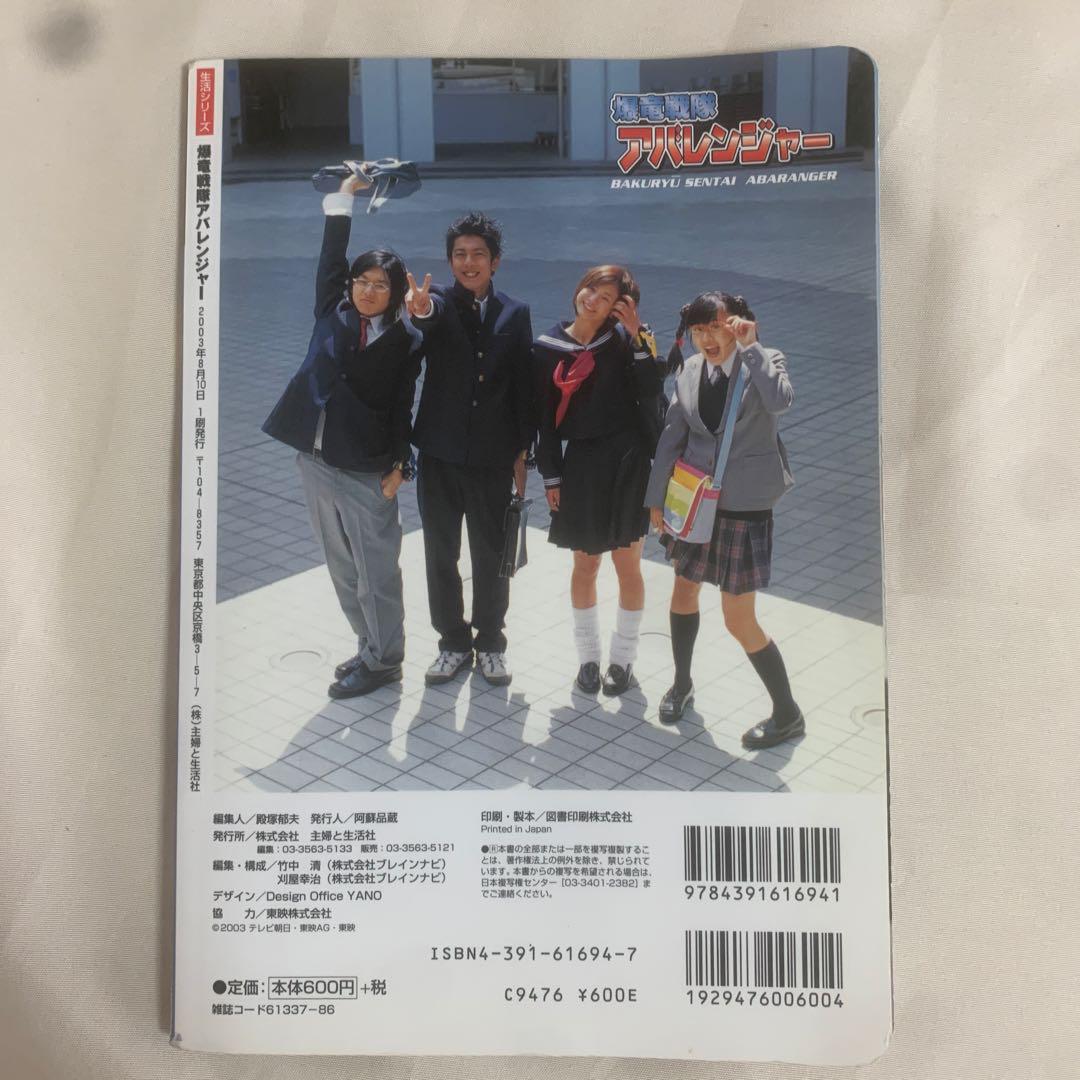 生活シリーズ
爆竜戦隊アバレンジャー 2003年8月10日 1刷発行 〒104―8357 東京都中央区京橋3―5―7 (株)主婦と生活社
爆竜戦隊
アバレンジャー
BAKURYU SENTAI ABARANGER
編集人/殿塚郁夫 発行人/阿蘇品蔵
発行所/株式会社 主婦と生活社
編集:03-3563-5133 販売:03-3563-5121
編集・構成/竹中 清(株式会社ブレインナビ)
刈屋幸治(株式会社ブレインナビ)
デザイン/Design Office YANO
協 力/東映株式会社
©2003 テレビ朝日・東映AG・東映
印刷・製本/図書印刷株式会社
Printed in Japan
●Ⓡ本書の全部または一部を複写複製するこ
とは、著作権法上の例外を除き、禁じられて
います。本書からの複写を希望される場合は、
日本複写権センター[03-3401-2382]ま
でご連絡ください。
9784391616941
ISBN4-391-61694-7
C9476 ¥600E
1929476006004
●定価:本体600円+税
雑誌コード61337−86